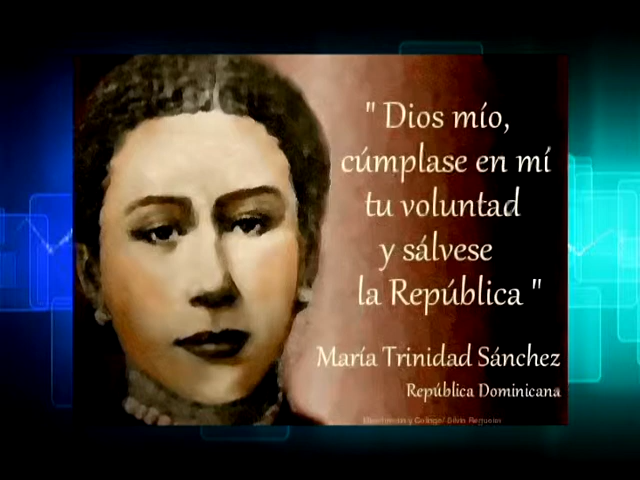 " Dios mío,
cúmplase en mí
tu voluntad
y sálvese
la República "
María Trinidad Sánchez
República Dominicana